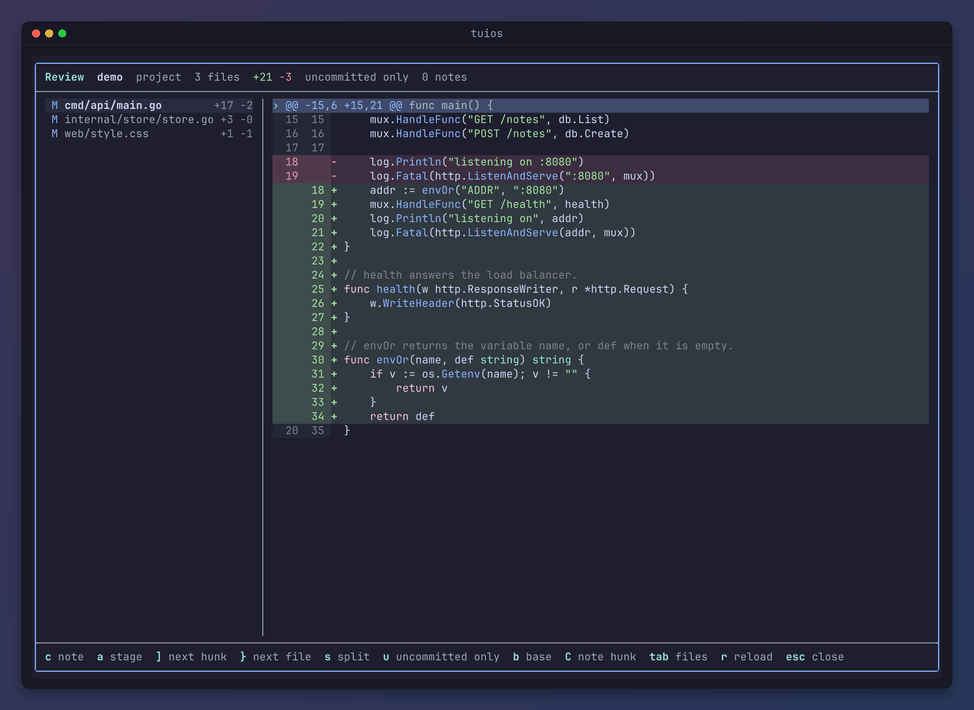 tuios
Review demo project 3 files +21 -3 uncommitted only 0 notes
M cmd/api/main.go +17 -2
M internal/store/store.go +3 -0
M web/style.css +1 -1
› @@ -15,6 +15,21 @@ func main() {
15 15     mux.HandleFunc("GET /notes", db.List)
16 16     mux.HandleFunc("POST /notes", db.Create)
17 17
18 -     log.Println("listening on :8080")
19 -     log.Fatal(http.ListenAndServe(":8080", mux))
18 +     addr := envOr("ADDR", ":8080")
19 +     mux.HandleFunc("GET /health", health)
20 +     log.Println("listening on", addr)
21 +     log.Fatal(http.ListenAndServe(addr, mux))
22 + }
23 +
24 + // health answers the load balancer.
25 + func health(w http.ResponseWriter, r *http.Request) {
26 +     w.WriteHeader(http.StatusOK)
27 + }
28 +
29 + // envOr returns the variable name, or def when it is empty.
30 + func envOr(name, def string) string {
31 +     if v := os.Getenv(name); v != "" {
32 +         return v
33 +     }
34 +     return def
20 35 }
c note a stage ] next hunk } next file s split u uncommitted only b base C note hunk tab files r reload esc close